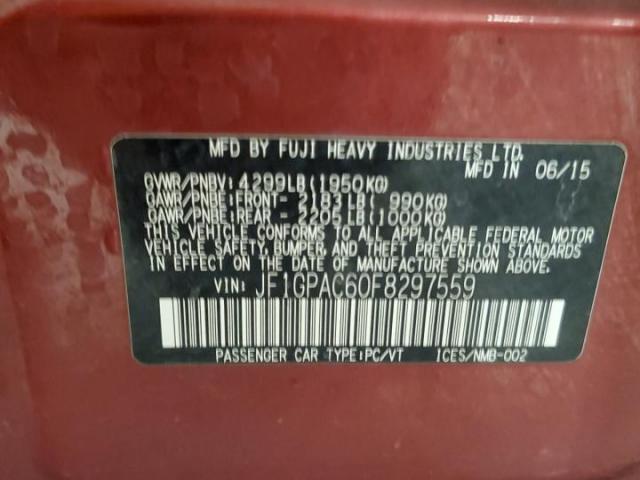 MFD BY FUJI HEAVY INDUSTRIES LTD.
MFD IN 06/15
GVWR/PNBV: 4299LB(1950KG)
GAWR/PNBE:FRONT- 2183LB( 990KG)
GAWR/PNBE:REAR - 2205LB(1000KG)
THIS VEHICLE CONFORMS TO ALL APPLICABLE FEDERAL MOTOR
VEHICLE SAFETY, BUMPER, AND THEFT PREVENTION STANDARDS
IN EFFECT ON THE DATE OF MANUFACTURE SHOWN ABOVE.
VIN: JF1GPAC60F8297559
PASSENGER CAR TYPE:PC/VT ICES/NMB-002